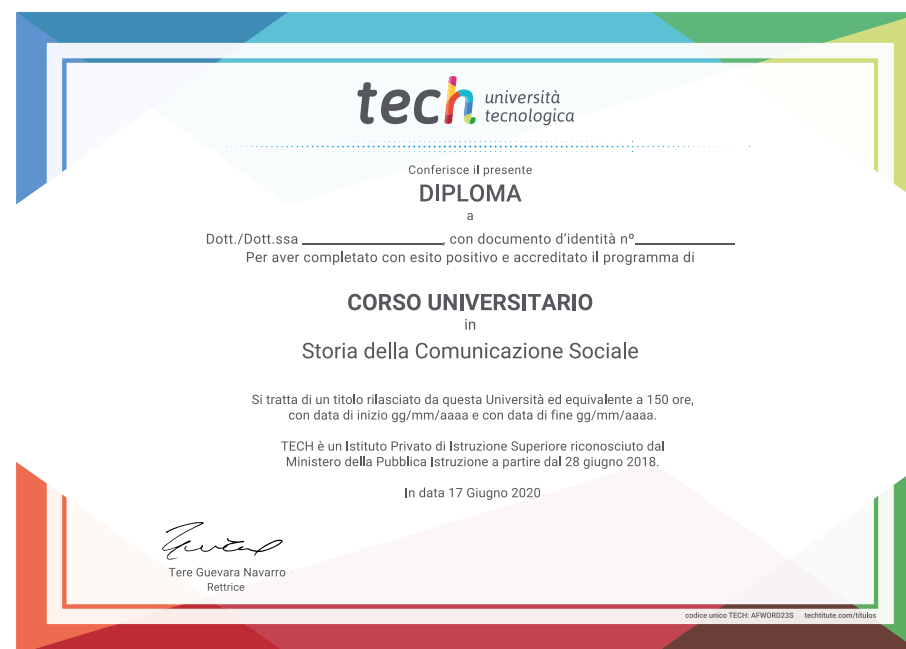 tech università
tecnologica
Conferisce il presente
DIPLOMA
a
Dott./Dott.ssa ____________________, con documento d'identità nº______________
Per aver completato con esito positivo e accreditato il programma di
CORSO UNIVERSITARIO
in
Storia della Comunicazione Sociale
Si tratta di un titolo rilasciato da questa Università ed equivalente a 150 ore,
con data di inizio gg/mm/aaaa e con data di fine gg/mm/aaaa.
TECH è un Istituto Privato di Istruzione Superiore riconosciuto dal
Ministero della Pubblica Istruzione a partire dal 28 giugno 2018.
In data 17 Giugno 2020
Tere Guevara Navarro
Rettrice
codice unico TECH: AFWORD23S techtitute.com/titulos